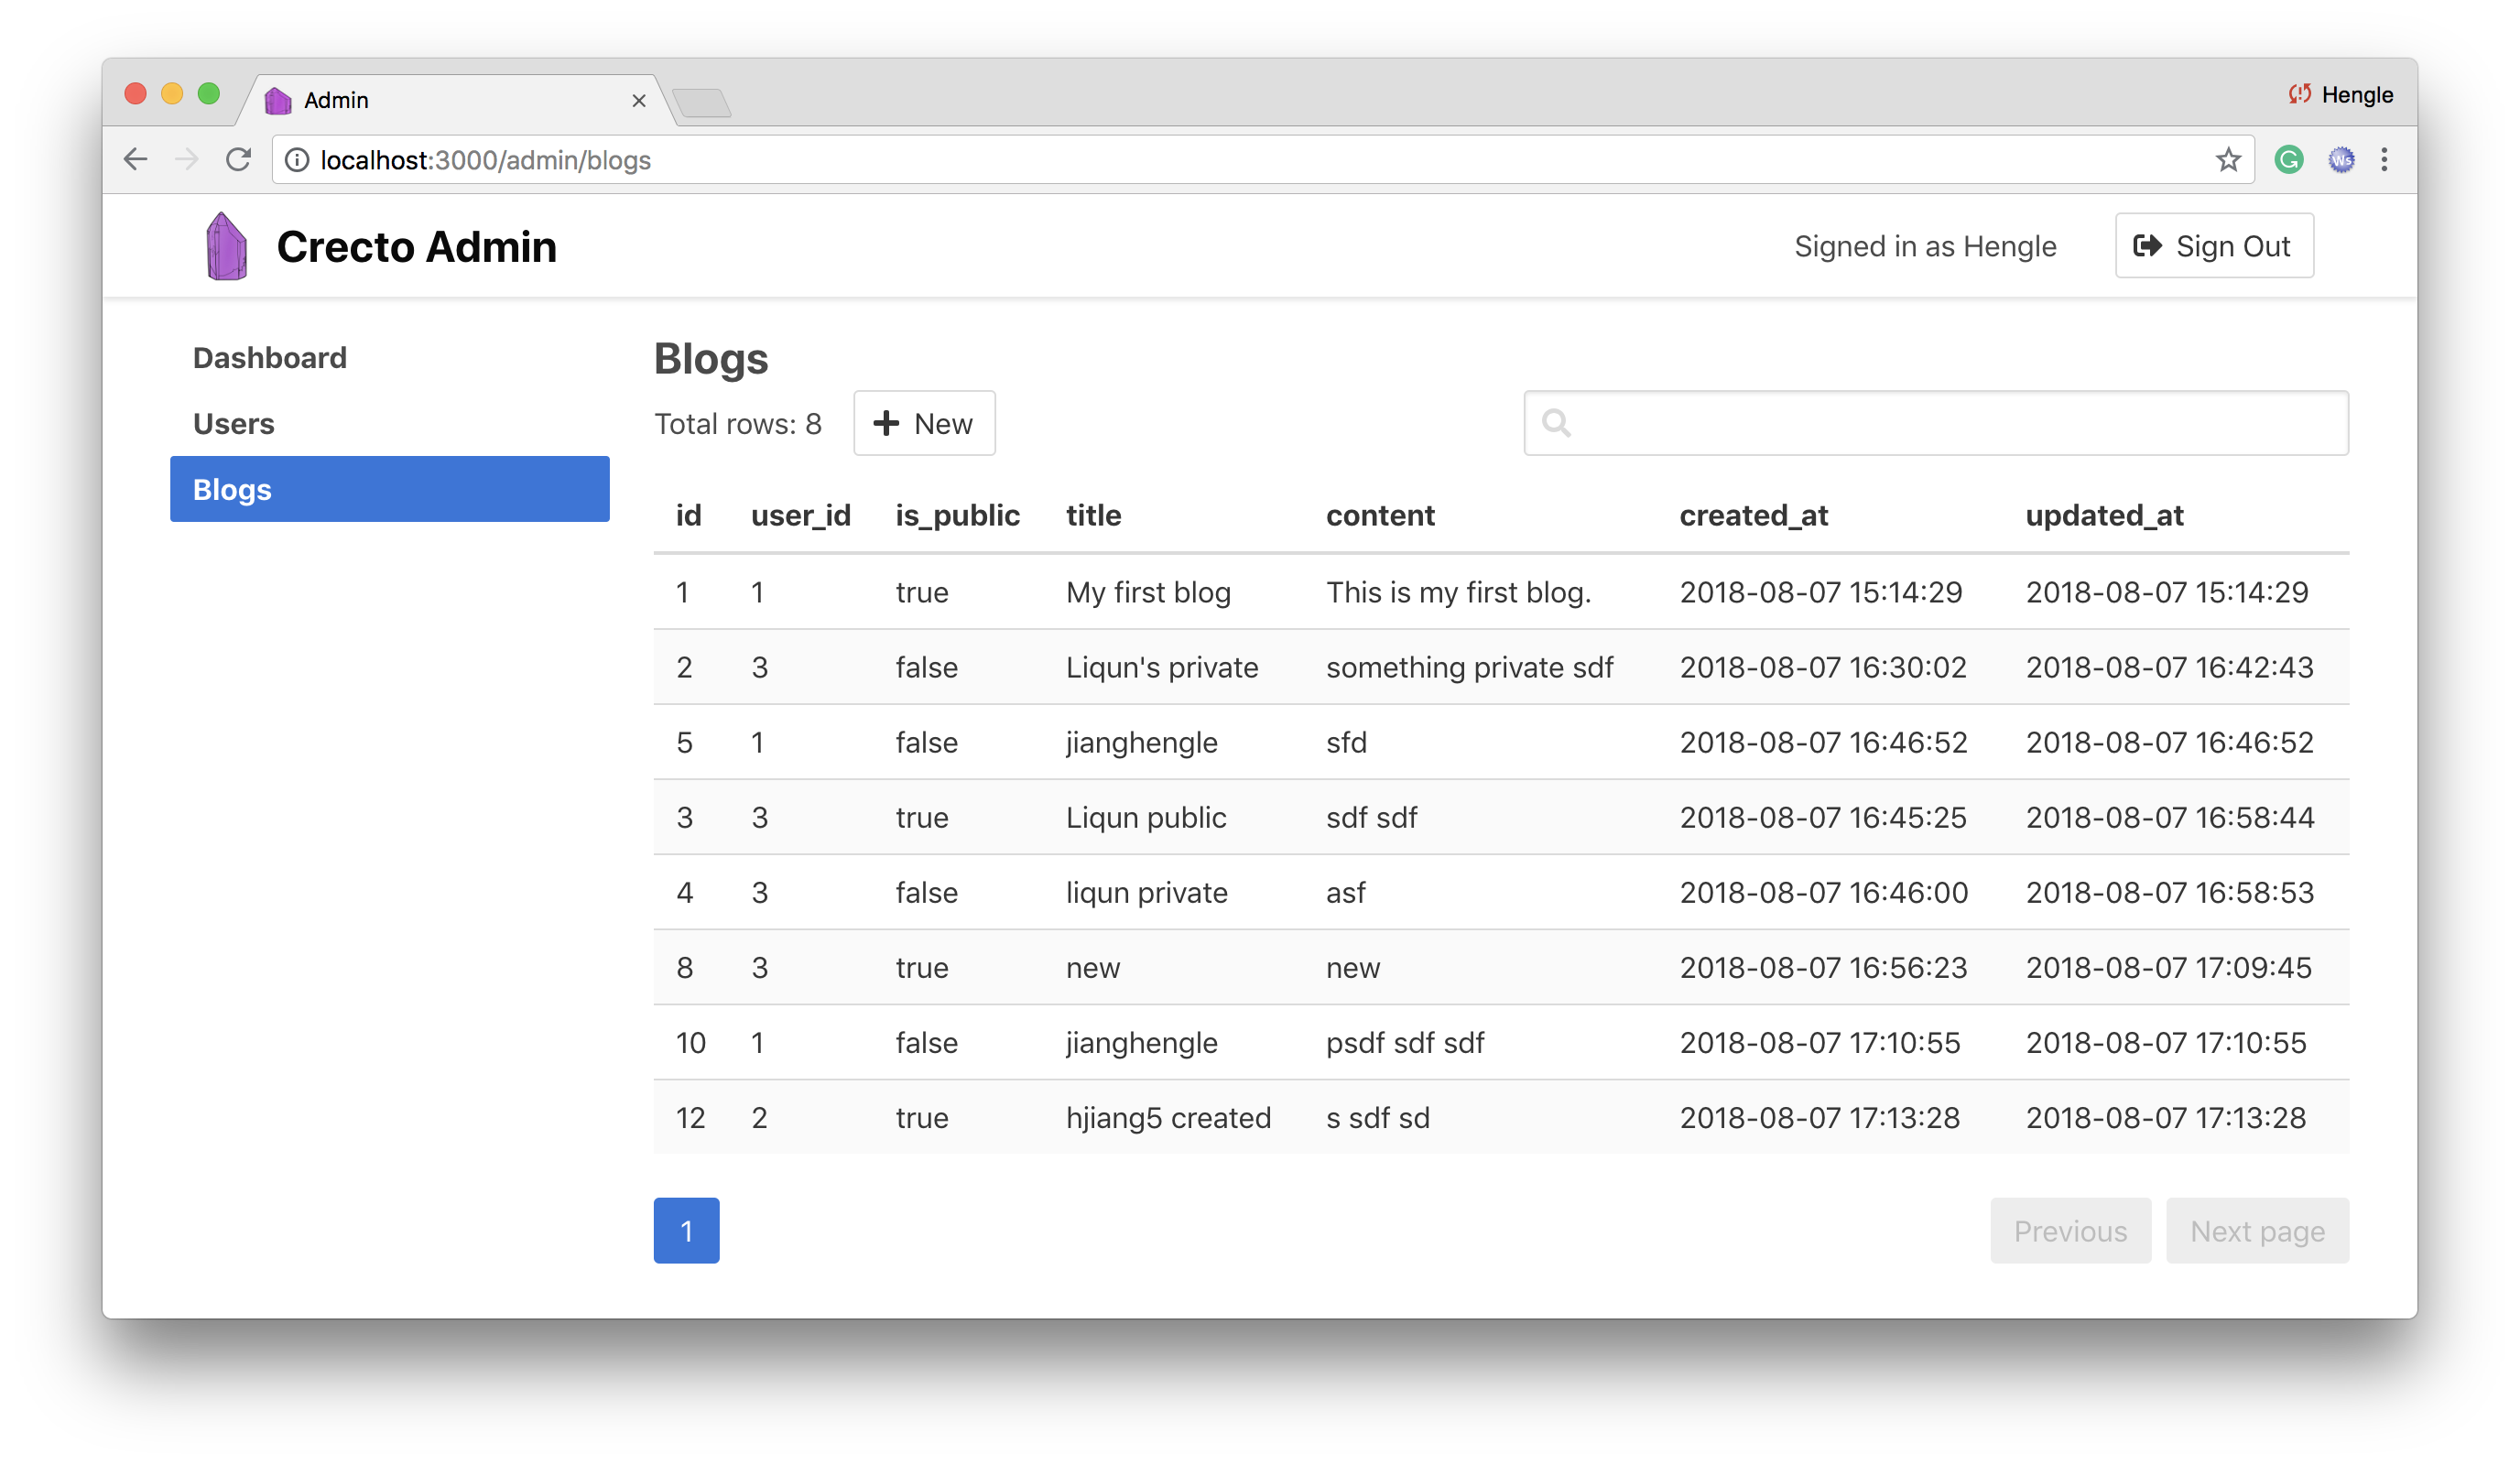 Admin
Hengle
localhost:3000/admin/blogs
Crecto Admin
Signed in as Hengle
Sign Out
Dashboard
Users
Blogs
Blogs
Total rows: 8
New
id user_id is_public title content created_at updated_at
1 1 true My first blog This is my first blog. 2018-08-07 15:14:29 2018-08-07 15:14:29
2 3 false Liqun's private something private sdf 2018-08-07 16:30:02 2018-08-07 16:42:43
5 1 false jianghengle sfd 2018-08-07 16:46:52 2018-08-07 16:46:52
3 3 true Liqun public sdf sdf 2018-08-07 16:45:25 2018-08-07 16:58:44
4 3 false liqun private asf 2018-08-07 16:46:00 2018-08-07 16:58:53
8 3 true new new 2018-08-07 16:56:23 2018-08-07 17:09:45
10 1 false jianghengle psdf sdf sdf 2018-08-07 17:10:55 2018-08-07 17:10:55
12 2 true hjiang5 created s sdf sd 2018-08-07 17:13:28 2018-08-07 17:13:28
1
Previous
Next page